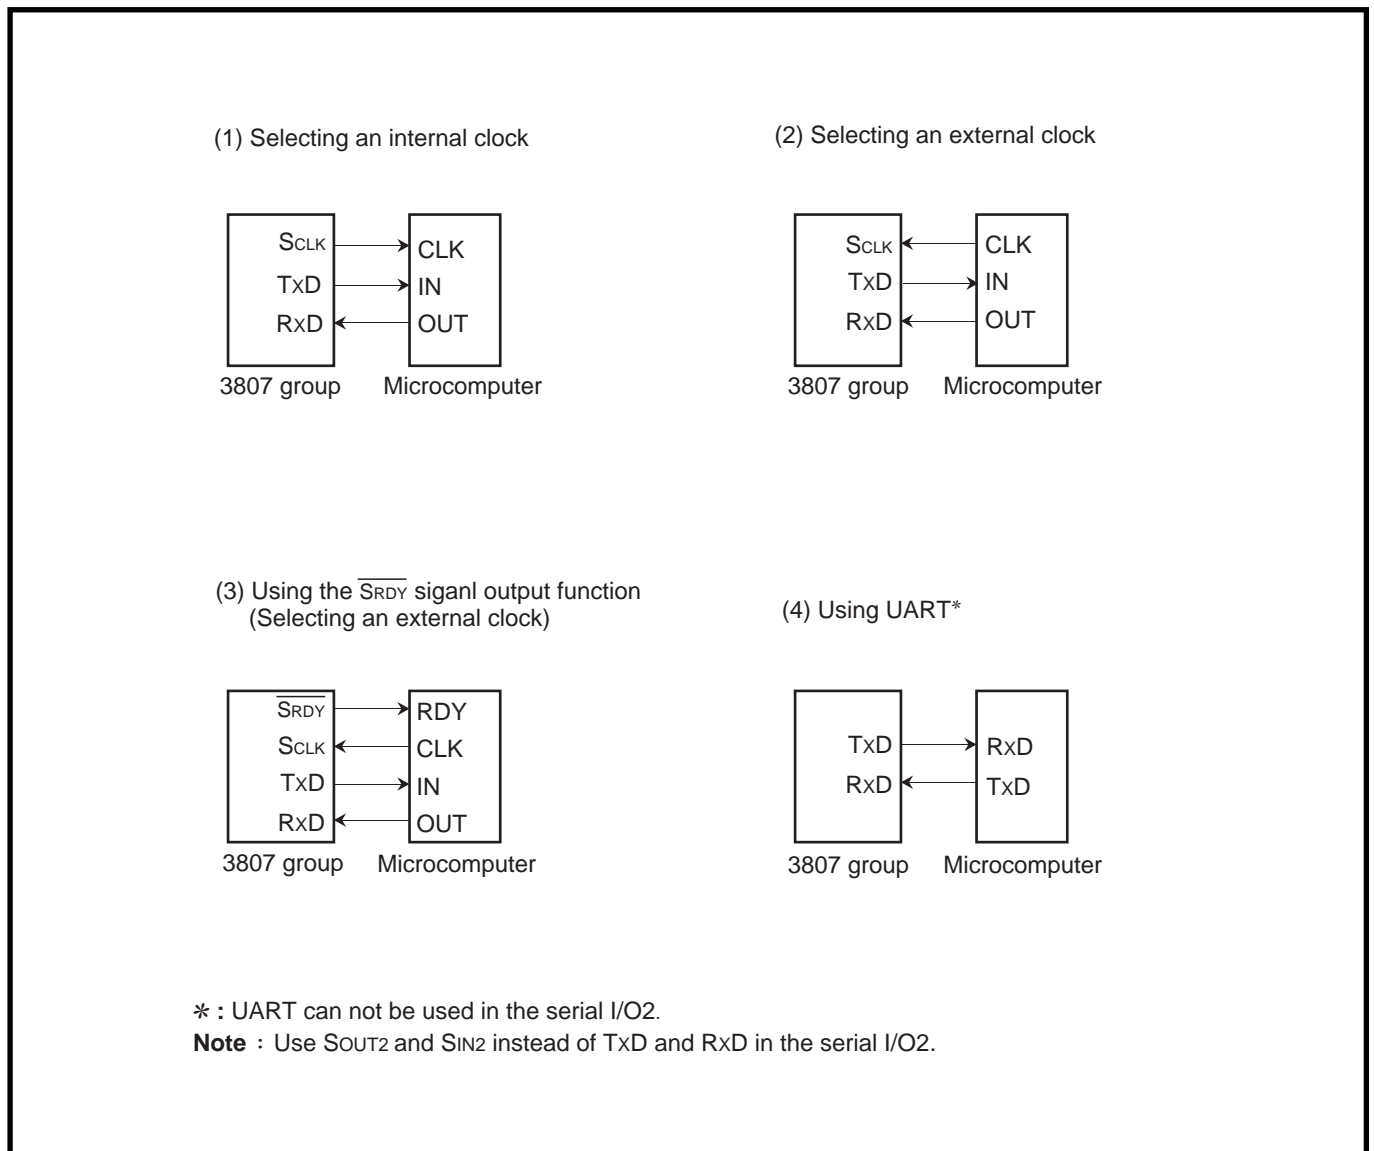 (1) Selecting an internal clock
SCLK CLK
TxD IN
RxD OUT
3807 group Microcomputer
(2) Selecting an external clock
SCLK CLK
TxD IN
RxD OUT
3807 group Microcomputer
(3) Using the SRDY siganl output function
(Selecting an external clock)
SRDY RDY
SCLK CLK
TxD IN
RxD OUT
3807 group Microcomputer
(4) Using UART*
TxD RxD
RxD TxD
3807 group Microcomputer
* : UART can not be used in the serial I/O2.
Note : Use SOUT2 and SIN2 instead of TxD and RxD in the serial I/O2.